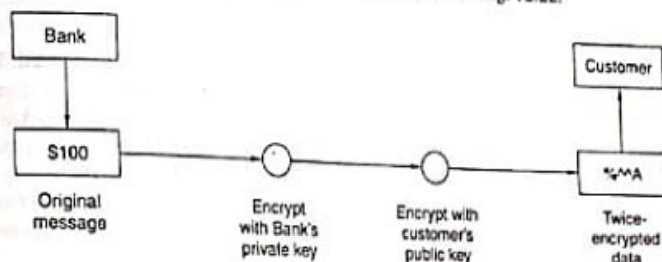 Bank
Customer
$100
Original
message
Encrypt
with Bank's
private key
Encrypt with
customer's
public key
Twice-
encrypted
data